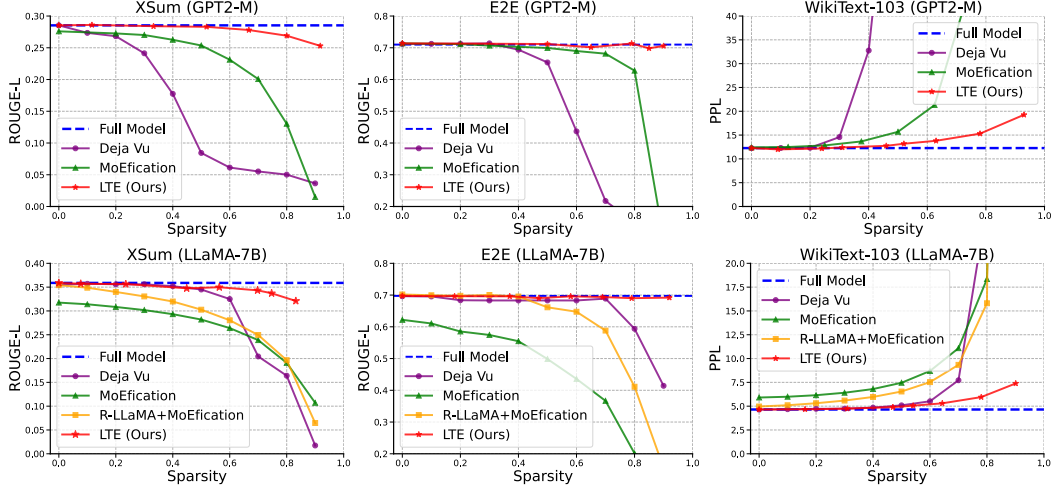 XSum (GPT2-M)
0.30
0.25
0.20
0.15
0.10
0.05
0.00
ROUGE-L
Full Model
Deja Vu
MoEfication
LTE (Ours)
0.0 0.2 0.4 0.6 0.8 1.0
Sparsity
E2E (GPT2-M)
0.8
0.7
0.6
0.5
0.4
0.3
0.2
ROUGE-L
Full Model
Deja Vu
MoEfication
LTE (Ours)
0.0 0.2 0.4 0.6 0.8 1.0
Sparsity
WikiText-103 (GPT2-M)
40
35
30
25
20
15
10
5
0
PPL
Full Model
Deja Vu
MoEfication
LTE (Ours)
0.0 0.2 0.4 0.6 0.8 1.0
Sparsity
XSum (LLaMA-7B)
0.40
0.35
0.30
0.25
0.20
0.15
0.10
0.05
0.00
ROUGE-L
Full Model
Deja Vu
MoEfication
R-LLaMA+MoEfication
LTE (Ours)
0.0 0.2 0.4 0.6 0.8 1.0
Sparsity
E2E (LLaMA-7B)
0.8
0.7
0.6
0.5
0.4
0.3
0.2
ROUGE-L
Full Model
Deja Vu
MoEfication
R-LLaMA+MoEfication
LTE (Ours)
0.0 0.2 0.4 0.6 0.8 1.0
Sparsity
WikiText-103 (LLaMA-7B)
20.0
17.5
15.0
12.5
10.0
7.5
5.0
2.5
0.0
PPL
Full Model
Deja Vu
MoEfication
R-LLaMA+MoEfication
LTE (Ours)
0.0 0.2 0.4 0.6 0.8 1.0
Sparsity